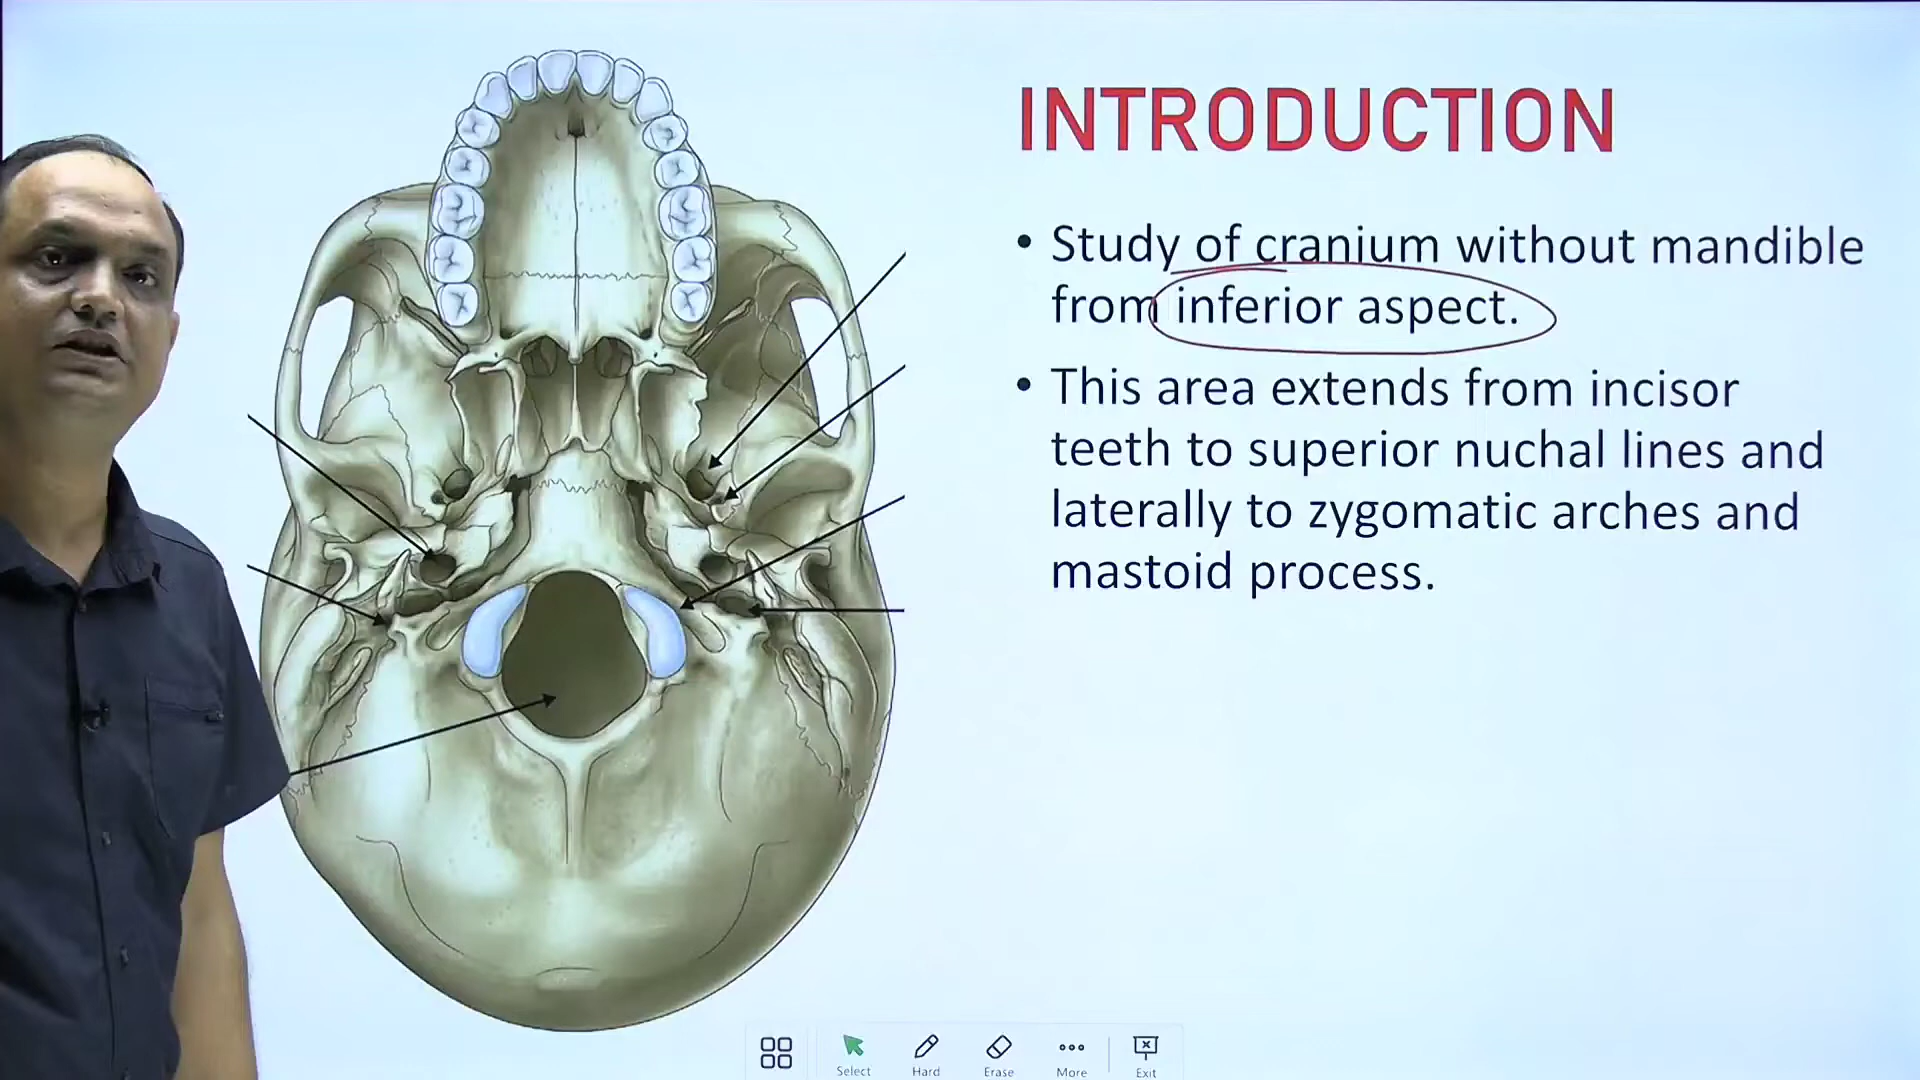 INTRODUCTION
• Study of cranium without mandible
from inferior aspect.
• This area extends from incisor
teeth to superior nuchal lines and
laterally to zygomatic arches and
mastoid process.
Select Hard Erase More Exit